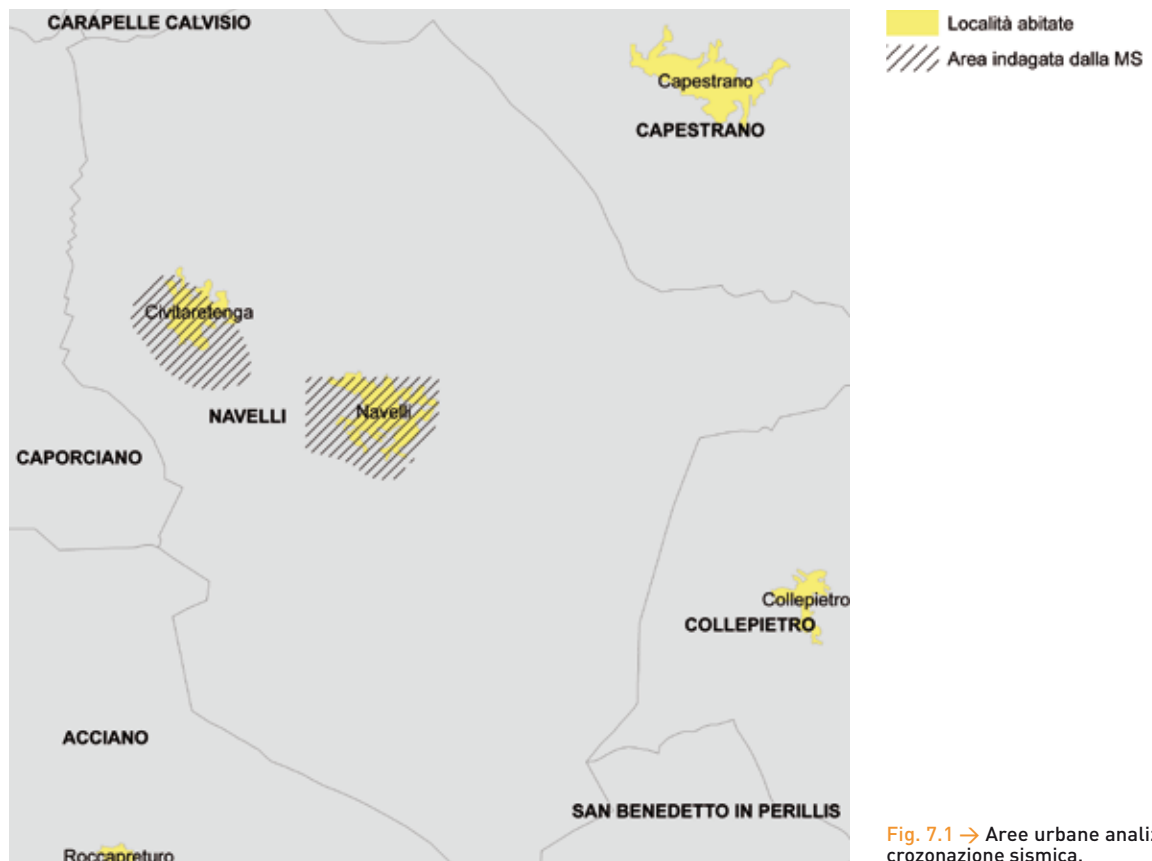 CARAPELLE CALVISIO
Località abitate
Area indagata dalla MS
Capestrano
CAPESTRANO
Civitaretenga
Navelli
NAVELLI
CAPORCIANO
Collepietro
COLLEPIETRO
ACCIANO
SAN BENEDETTO IN PERILLIS
Roccapreturo
Fig. 7.1 → Aree urbane analiz
crozonazione sismica.